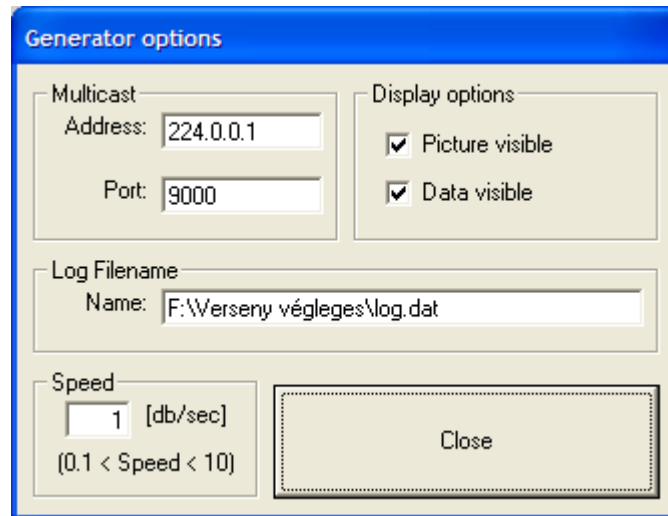 Generator options
Multicast
Address: 224.0.0.1
Port: 9000
Display options
Picture visible
Data visible
Log Filename
Name: F:\Verseny végleges\log.dat
Speed
1 [db/sec]
(0.1 < Speed < 10)
Close